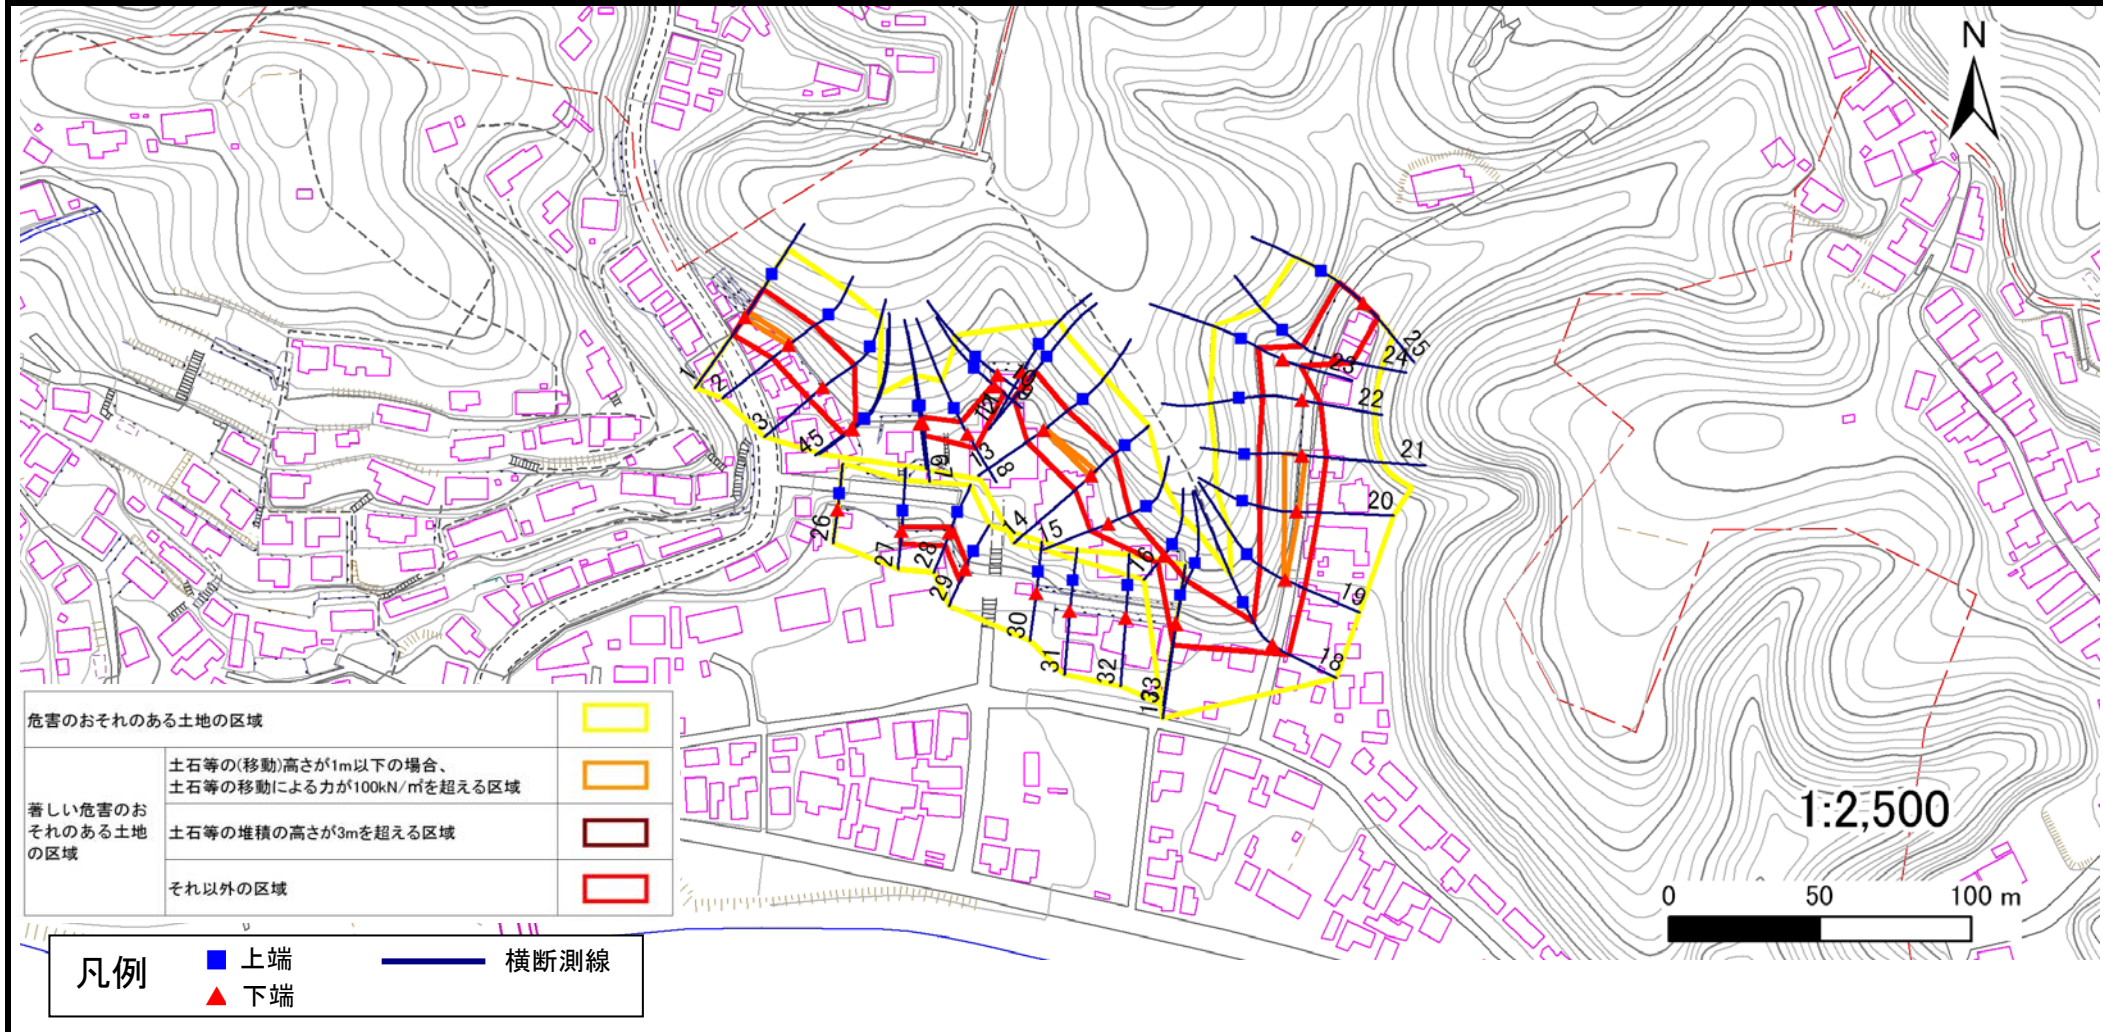 N
1
2
3
45
6
7
8
10
9
12
11
13
14
15
16
133
18
19
20
21
22
23
24
25
26
27
28
29
30
31
32
危害のおそれのある土地の区域
著しい危害のお
それのある土地
の区域
土石等の(移動)高さが1m以下の場合、
土石等の移動による力が100kN/㎡を超える区域
土石等の堆積の高さが3mを超える区域
それ以外の区域
1:2,500
0 50 100 m
凡例
上端
下端
横断測線